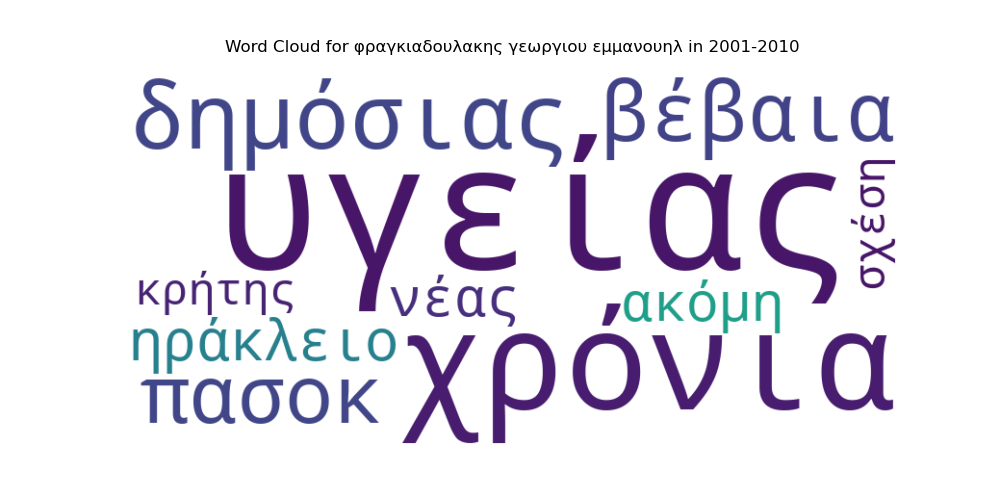 Word Cloud for φραγκιαδουλακης γεωργιου εμμανουηλ in 2001-2010
δημόσιας βέβαια
υγείας
σχέση
κρήτης νέας ακόμη
ηράκλειο χρόνια
πασοκ